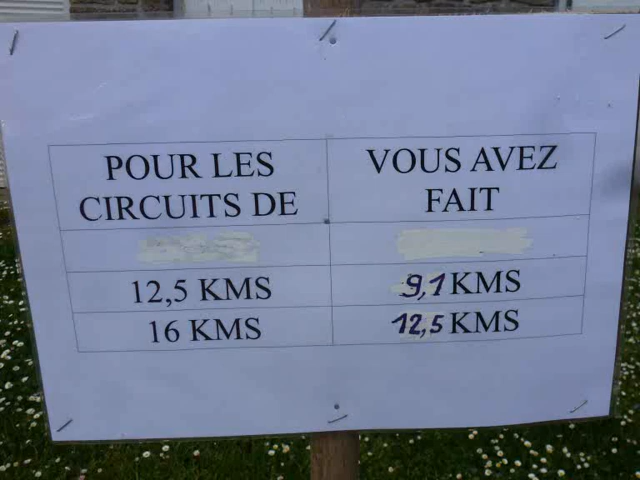 POUR LES
CIRCUITS DE
VOUS AVEZ
FAIT
12,5 KMS
9,1 KMS
16 KMS
12,5 KMS